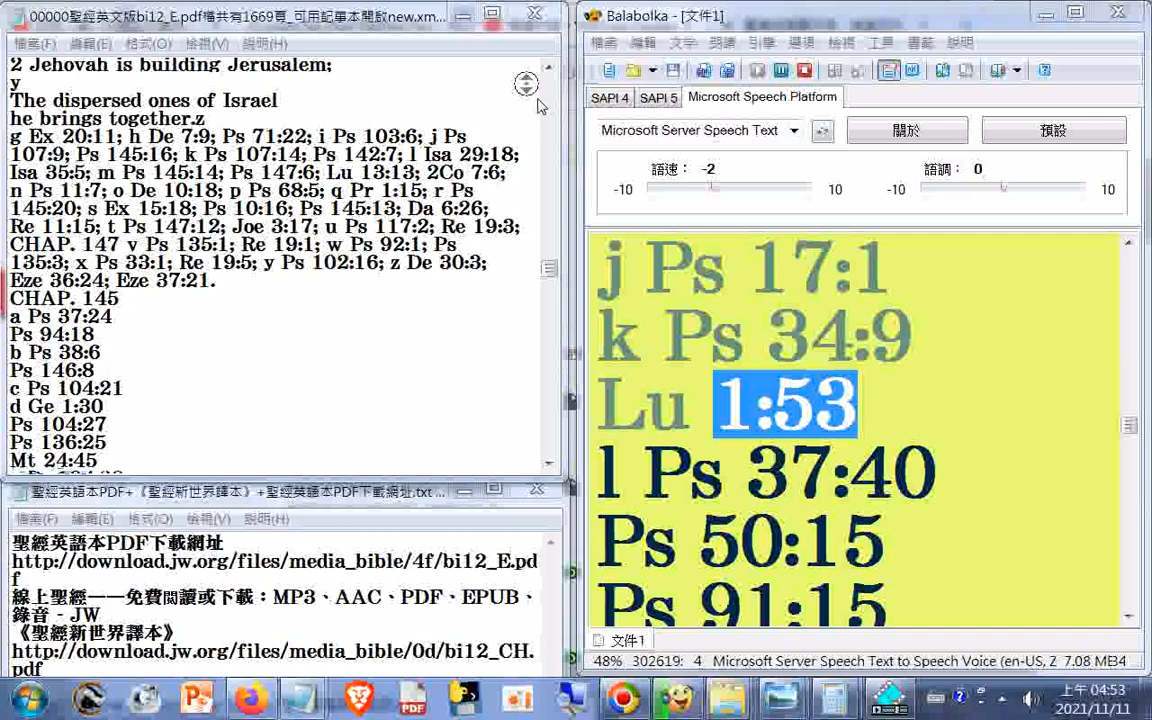 00000聖經英文版bi12_E.pdf檔共有1669頁_可用記事本開啟new.xm...
檔案(F) 編輯(E) 格式(O) 檢視(V) 說明(H)
2 Jehovah is building Jerusalem;
y
The dispersed ones of Israel
he brings together.z
g Ex 20:11; h De 7:9; Ps 71:22; i Ps 103:6; j Ps
107:9; Ps 145:16; k Ps 107:14; Ps 142:7; l Isa 29:18;
Isa 35:5; m Ps 145:14; Ps 147:6; Lu 13:13; 2Co 7:6;
n Ps 11:7; o De 10:18; p Ps 68:5; q Pr 1:15; r Ps
145:20; s Ex 15:18; Ps 10:16; Ps 145:13; Da 6:26;
Re 11:15; t Ps 147:12; Joe 3:17; u Ps 117:2; Re 19:3;
CHAP. 147 v Ps 135:1; Re 19:1; w Ps 92:1; Ps
135:3; x Ps 33:1; Re 19:5; y Ps 102:16; z De 30:3;
Eze 36:24; Eze 37:21.
CHAP. 145
a Ps 37:24
Ps 94:18
b Ps 38:6
Ps 146:8
c Ps 104:21
d Ge 1:30
Ps 104:27
Ps 136:25
Mt 24:45
聖經英語本PDF+《聖經新世界譯本》+聖經英語本PDF下載網址.txt ...
檔案(F) 編輯(E) 格式(O) 檢視(V) 說明(H)
聖經英語本PDF下載網址
http://download.jw.org/files/media_bible/4f/bi12_E.pd
f
線上聖經——免費閱讀或下載：MP3、AAC、PDF、EPUB、
錄音 - JW
《聖經新世界譯本》
http://download.jw.org/files/media_bible/0d/bi12_CH.
pdf
Balabolka - [文件1]
檔案 編輯 文字 朗讀 引擎 選項 檢視 工具 書籤 說明
SAPI 4 SAPI 5 Microsoft Speech Platform
Microsoft Server Speech Text 關於 預設
語速： -2 語調： 0
-10 10 -10 10
j Ps 17:1
k Ps 34:9
Lu 1:53
l Ps 37:40
Ps 50:15
Ps 91:15
文件1
48% 302619: 4 Microsoft Server Speech Text to Speech Voice (en-US, Z 7.08 MB34
上午 04:53
2021/11/11